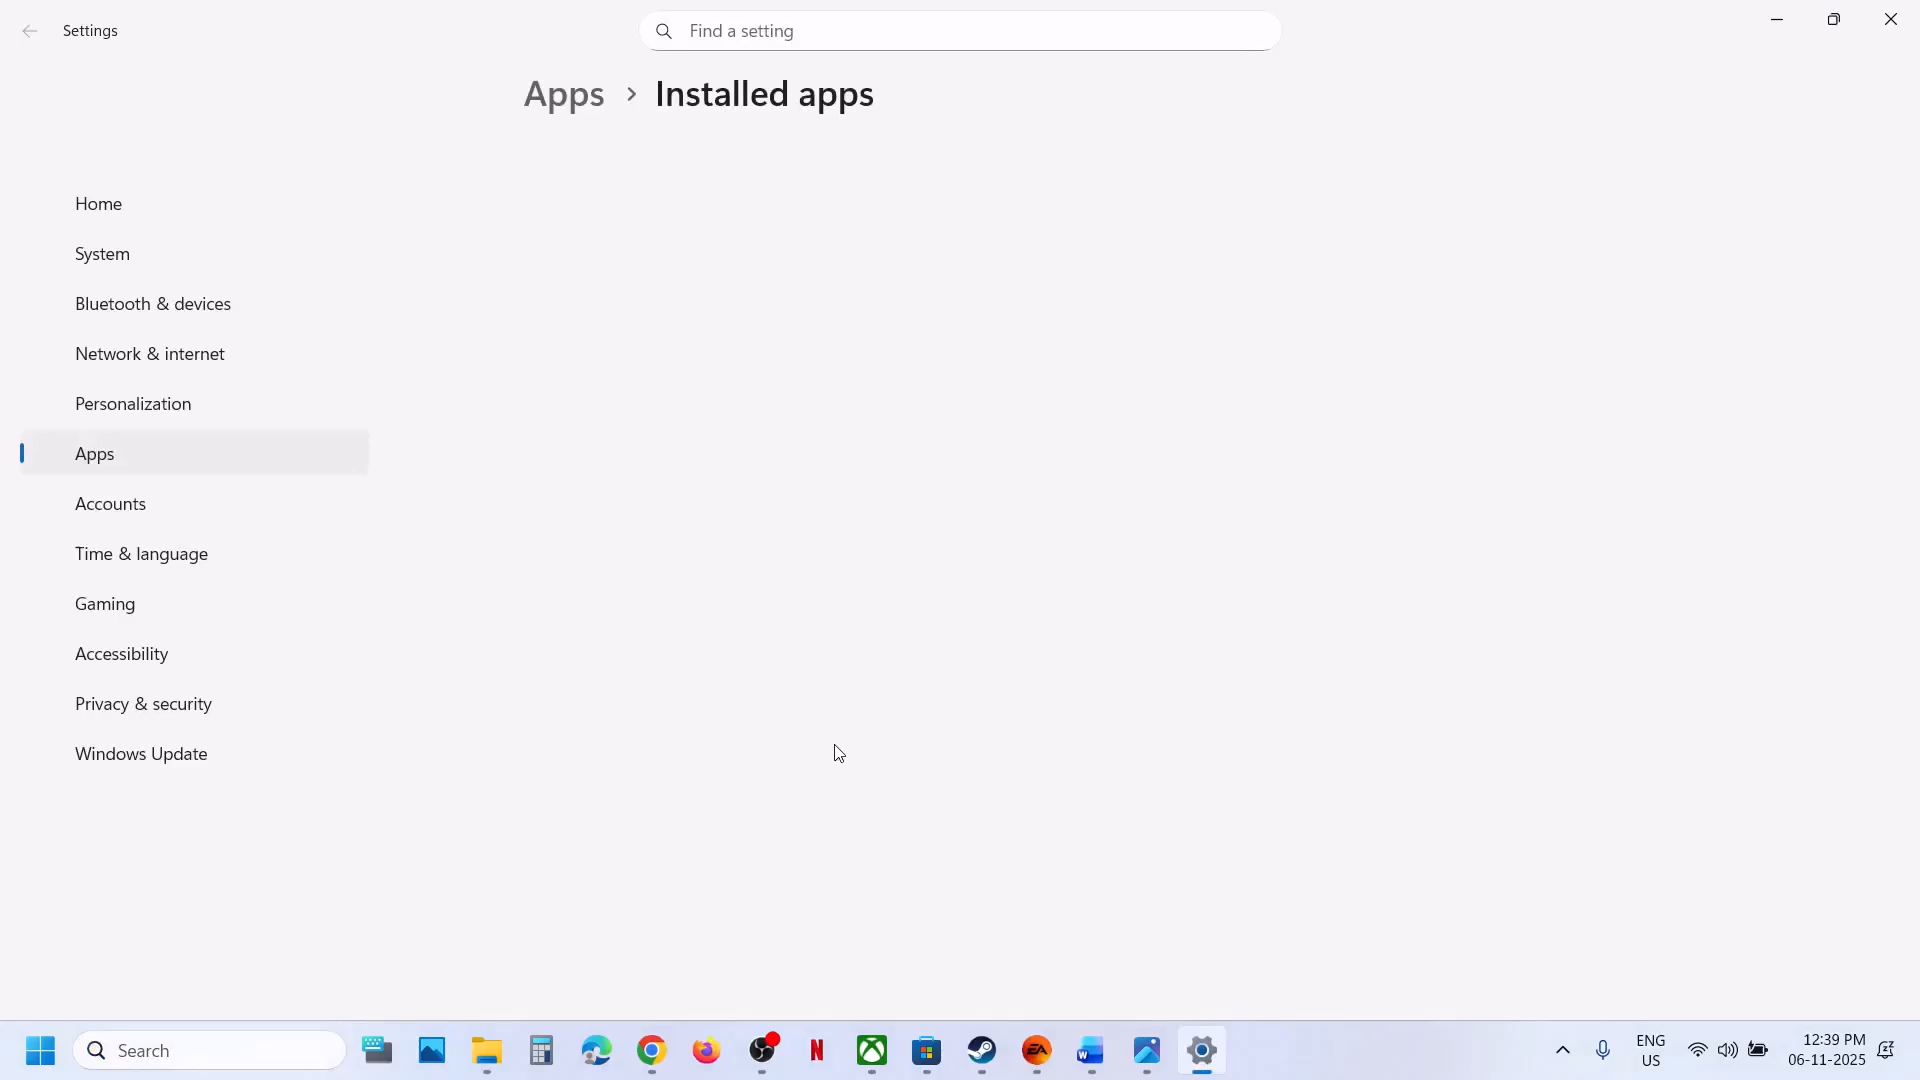 Settings
Find a setting
Apps > Installed apps
Home
System
Bluetooth & devices
Network & internet
Personalization
Apps
Accounts
Time & language
Gaming
Accessibility
Privacy & security
Windows Update
Search
ENG
US
12:39 PM
06-11-2025